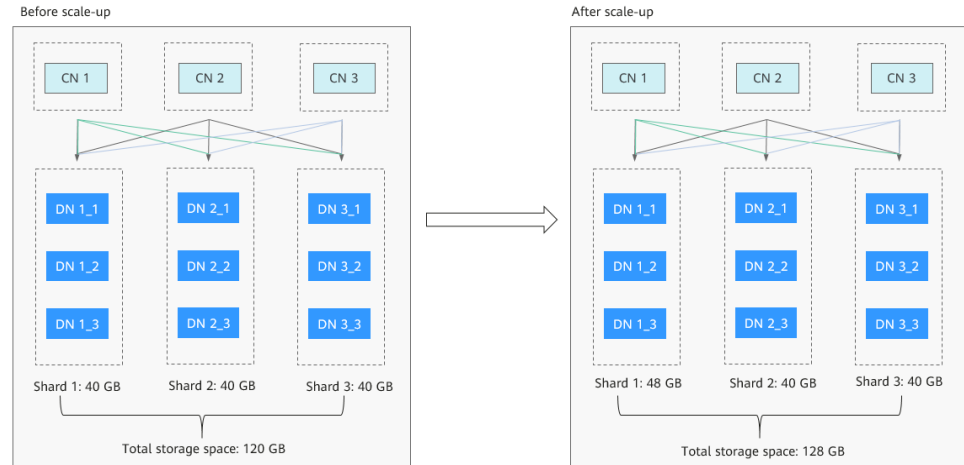 Before scale-up
After scale-up
CN 1
CN 2
CN 3
CN 1
CN 2
CN 3
DN 1_1
DN 2_1
DN 3_1
DN 1_1
DN 2_1
DN 3_1
DN 1_2
DN 2_2
DN 3_2
DN 1_2
DN 2_2
DN 3_2
DN 1_3
DN 2_3
DN 3_3
DN 1_3
DN 2_3
DN 3_3
Shard 1: 40 GB
Shard 2: 40 GB
Shard 3: 40 GB
Shard 1: 48 GB
Shard 2: 40 GB
Shard 3: 40 GB
Total storage space: 120 GB
Total storage space: 128 GB